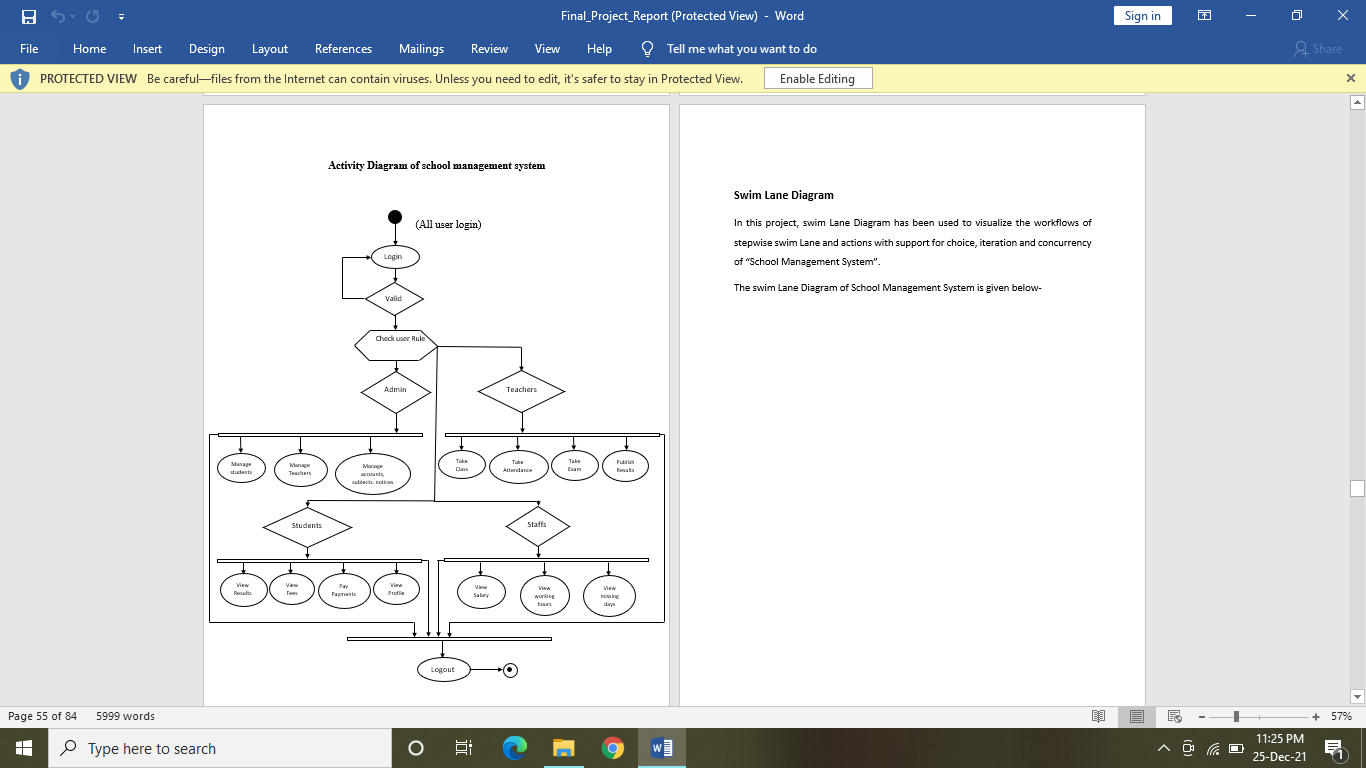 Final_Project_Report (Protected View) - Word
Sign in
File Home Insert Design Layout References Mailings Review View Help Tell me what you want to do Share
PROTECTED VIEW Be careful—files from the Internet can contain viruses. Unless you need to edit, it's safer to stay in Protected View. Enable Editing
Activity Diagram of school management system
(All user login)
Login
Valid
Check user Rule
Admin
Teachers
Manage
students
Manage
Teachers
Manage
accounts,
subjects. notices
Take
Class
Take
Attendance
Take
Exam
Publish
Results
Students
Staffs
View
Results
View
Fees
Pay
Payments
View
Profile
View
Salary
View
working
hours
View
missing
days
Logout
Swim Lane Diagram
In this project, swim Lane Diagram has been used to visualize the workflows of
stepwise swim Lane and actions with support for choice, iteration and concurrency
of “School Management System”.
The swim Lane Diagram of School Management System is given below-
Page 55 of 84 5999 words
57%
Type here to search
11:25 PM
25-Dec-21
1